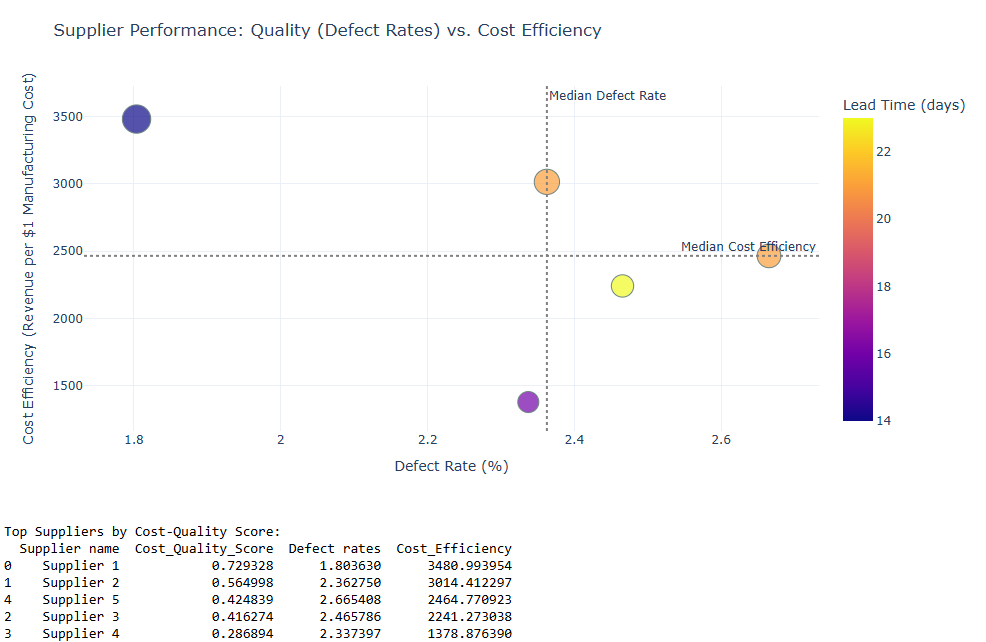 Supplier Performance: Quality (Defect Rates) vs. Cost Efficiency
Cost Efficiency (Revenue per $1 Manufacturing Cost)
3500
3000
2500
2000
1500
Median Defect Rate
Median Cost Efficiency
1.8
2
2.2
2.4
2.6
Defect Rate (%)
Lead Time (days)
22
20
18
16
14
Top Suppliers by Cost-Quality Score:
Supplier name  Cost_Quality_Score  Defect rates  Cost_Efficiency
0    Supplier 1            0.729328      1.803630      3480.993954
1    Supplier 2            0.564998      2.362750      3014.412297
4    Supplier 5            0.424839      2.665408      2464.770923
2    Supplier 3            0.416274      2.465786      2241.273038
3    Supplier 4            0.286894      2.337397      1378.876390